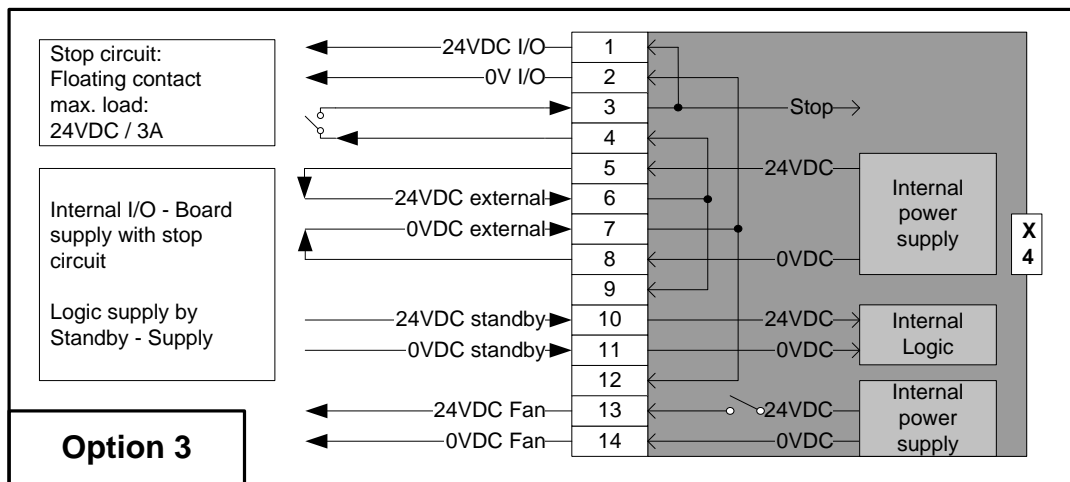 Stop circuit:
Floating contact
max. load:
24VDC / 3A
Internal I/O - Board
supply with stop
circuit
Logic supply by
Standby - Supply
Option 3
24VDC I/O
1
0V I/O
2
3
Stop
4
5
24VDC
24VDC external
6
0VDC external
7
8
0VDC
Internal
power
supply
9
24VDC standby
10
24VDC
0VDC standby
11
0VDC
Internal
Logic
12
24VDC Fan
13
24VDC
0VDC Fan
14
0VDC
Internal
power
supply
X
4